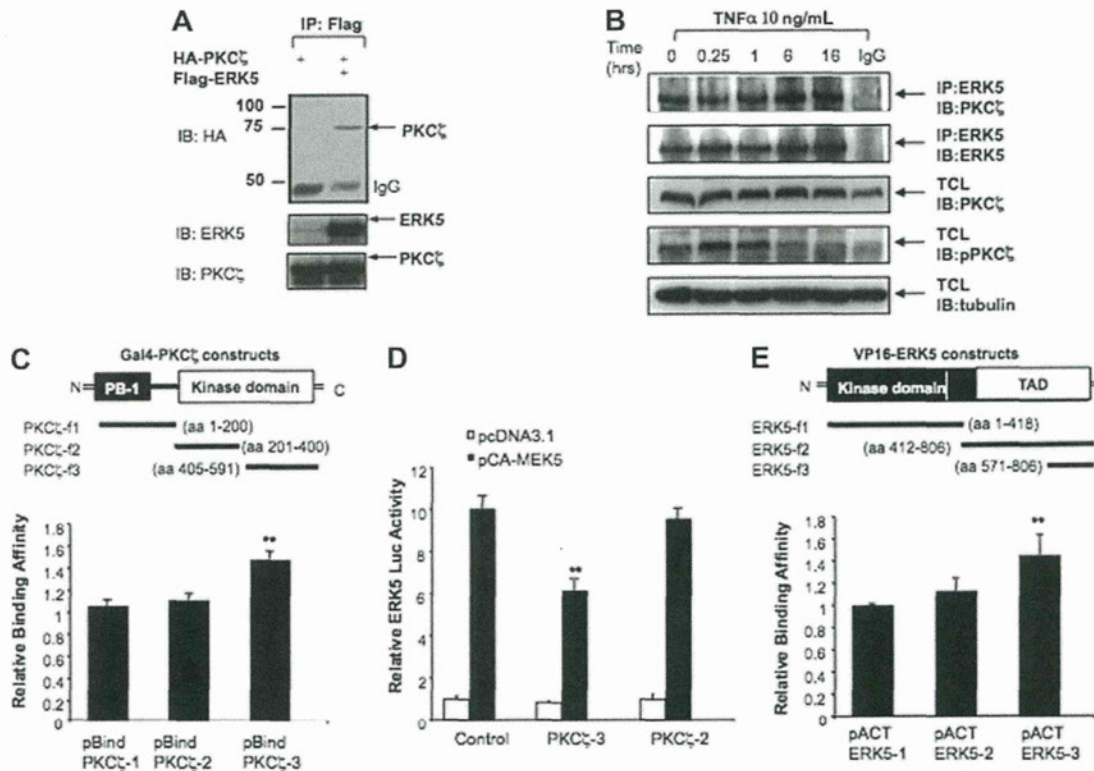 A
IP: Flag
HA-PKCζ + +
Flag-ERK5 +
100
75
50
IB: HA
PKCζ
IgG
IB: ERK5
ERK5
IB: PKCζ
PKCζ
B
TNFα 10 ng/mL
Time (hrs)
0 0.25 1 6 16 IgG
IP:ERK5
IB:PKCζ
IP:ERK5
IB:ERK5
TCL
IB:PKCζ
TCL
IB:pPKCζ
TCL
IB:tubulin
C
Gal4-PKCζ constructs
N PB-1 Kinase domain C
PKCζ-f1 (aa 1-200)
PKCζ-f2 (aa 201-400)
(aa 405-591) PKCζ-f3
Relative Binding Affinity
1.8
1.6
1.4
1.2
1
0.8
0.6
0.4
0.2
0
**
pBind PKCζ-1
pBind PKCζ-2
pBind PKCζ-3
D
pcDNA3.1
pCA-MEK5
Relative ERK5 Luc Activity
12
10
8
6
4
2
0
**
Control PKCζ-3 PKCζ-2
E
VP16-ERK5 constructs
N Kinase domain TAD
ERK5-f1 (aa 1-418)
ERK5-f2 (aa 412-806)
ERK5-f3 (aa 571-806)
Relative Binding Affinity
1.8
1.6
1.4
1.2
1
0.8
0.6
0.4
0.2
0
**
pACT ERK5-1
pACT ERK5-2
pACT ERK5-3